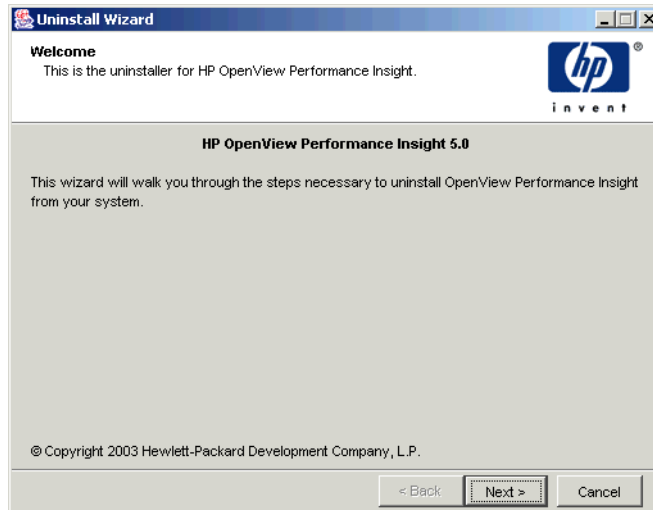 Uninstall Wizard
Welcome
This is the uninstaller for HP OpenView Performance Insight.
hp
®
invent
HP OpenView Performance Insight 5.0
This wizard will walk you through the steps necessary to uninstall OpenView Performance Insight
from your system.
© Copyright 2003 Hewlett-Packard Development Company, L.P.
< Back Next > Cancel